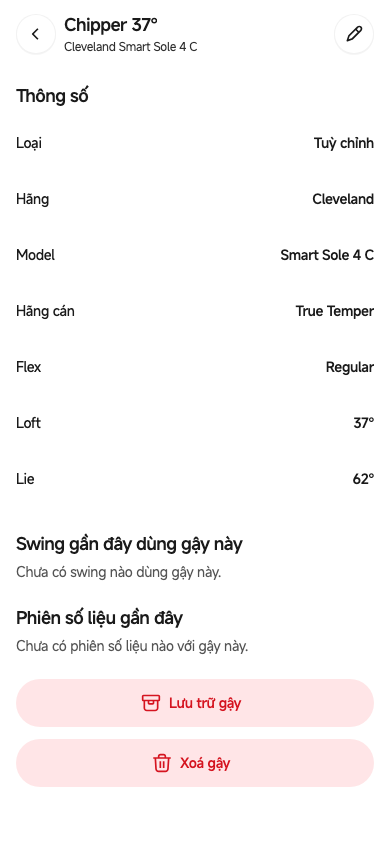 Chipper 37°
Cleveland Smart Sole 4 C
Thông số
Loại Tuỳ chỉnh
Hãng Cleveland
Model Smart Sole 4 C
Hãng cán True Temper
Flex Regular
Loft 37°
Lie 62°
Swing gần đây dùng gậy này
Chưa có swing nào dùng gậy này.
Phiên số liệu gần đây
Chưa có phiên số liệu nào với gậy này.
Lưu trữ gậy
Xoá gậy